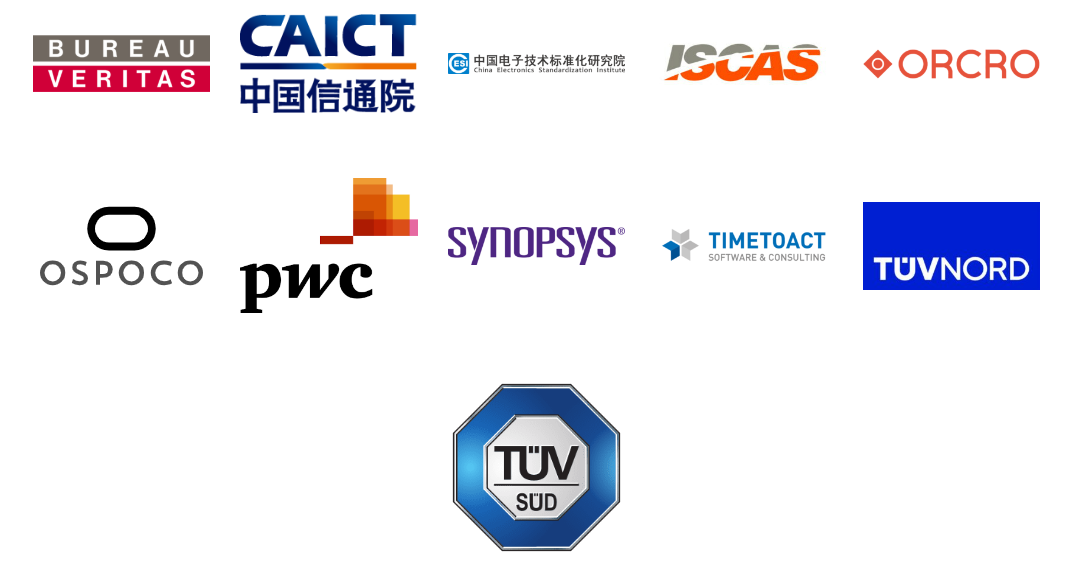 BUREAU
VERITAS
CAICT
中国信通院
CESI
中国电子技术标准化研究院
China Electronics Standardization Institute
ISCAS
ORCRO
OSPOCO
pwc
SYNOPSYS®
TIMETOACT
SOFTWARE & CONSULTING
TÜVNORD
TÜV
SÜD